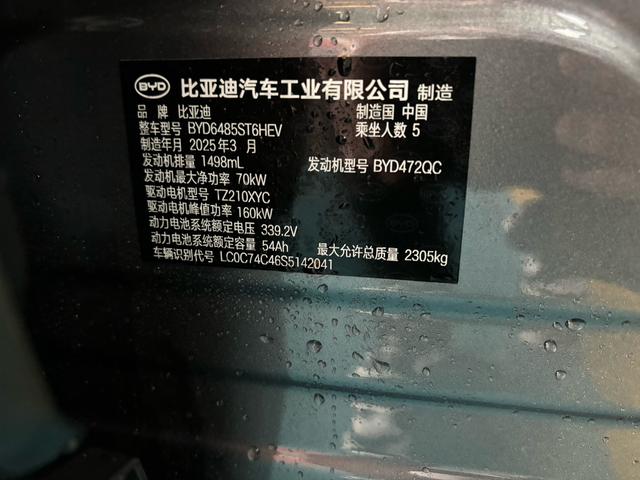 BYD 比亚迪汽车工业有限公司 制造
品 牌 比亚迪 制造国 中国
整车型号 BYD6485ST6HEV 乘坐人数 5
制造年月 2025年3月
发动机排量 1498mL 发动机型号 BYD472QC
发动机最大净功率 70kW
驱动电机型号 TZ210XYC
驱动电机峰值功率 160kW
动力电池系统额定电压 339.2V
动力电池系统额定容量 54Ah 最大允许总质量 2305kg
车辆识别代号 LC0C74C46S5142041